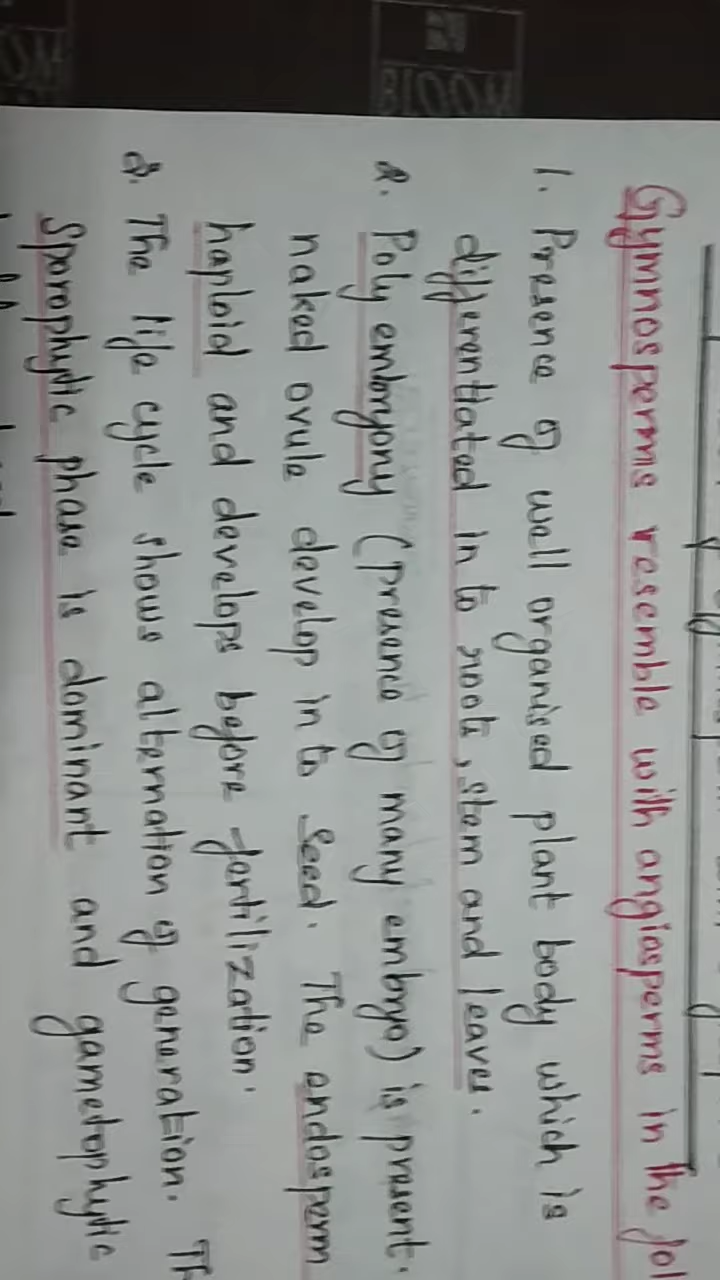 BLOOM
Gymnosperms resemble with angiosperms in the fol
1. Presence of well organised plant body which is
differentiated in to roots, stem and leaves.
2. Poly embryony (presence of many embryo) is present.
naked ovule develop in to seed. The endosperm
haploid and develops before fertilization.
3. The life cycle shows alternation of generation. Th
Sporophytic phase is dominant and gametophytic